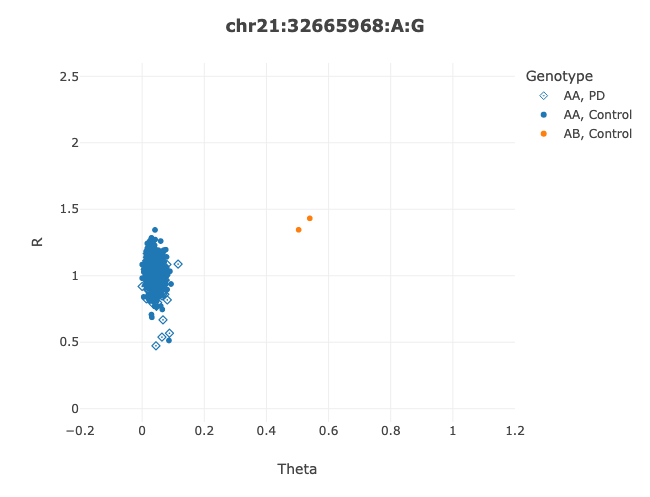 chr21:32665968:A:G
Genotype
AA, PD
AA, Control
AB, Control
R
2.5
2
1.5
1
0.5
0
−0.2 0 0.2 0.4 0.6 0.8 1 1.2
Theta